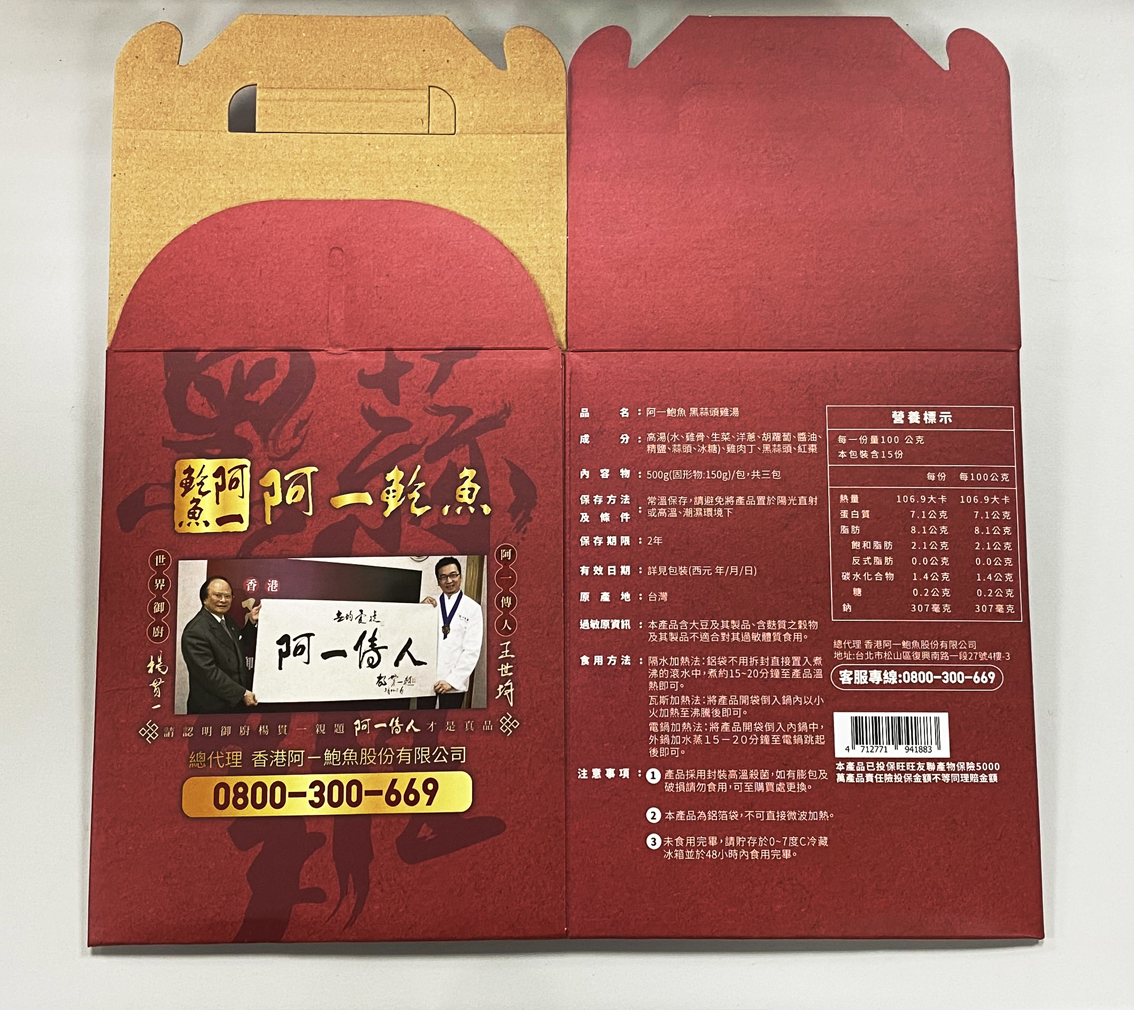 黑蒜
阿一鮑魚
阿一鮑魚
世界御廚
楊貫一
阿一傳人
王世琦
香港
阿一傳人
請認明御廚楊貫一親題 阿一傳人 才是真品
總代理 香港阿一鮑魚股份有限公司
0800-300-669
品名：阿一鮑魚 黑蒜頭雞湯
成分：高湯(水、雞骨、生菜、洋蔥、胡蘿蔔、醬油、
精鹽、蒜頭、冰糖)、雞肉丁、黑蒜頭、紅棗
內容物：500g(固形物:150g)/包,共三包
保存方法及條件：常溫保存,請避免將產品置於陽光直射
或高溫、潮濕環境下
保存期限：2年
有效日期：詳見包裝(西元 年/月/日)
原產地：台灣
過敏原資訊：本產品含大豆及其製品、含麩質之穀物
及其製品不適合對其過敏體質食用。
食用方法：隔水加熱法:鋁袋不用拆封直接置入煮
沸的滾水中,煮約15~20分鐘至產品溫
熱即可。
瓦斯加熱法:將產品開袋倒入鍋內以小
火加熱至沸騰後即可。
電鍋加熱法:將產品開袋倒入內鍋中,
外鍋加水蒸15－20分鐘至電鍋跳起
後即可。
注意事項：1 產品採用封裝高溫殺菌,如有膨包及
破損請勿食用,可至購買處更換。
2 本產品為鋁箔袋,不可直接微波加熱。
3 未食用完畢,請貯存於0~7度C冷藏
冰箱並於48小時內食用完畢。
營養標示
每一份量100 公克
本包裝含15份
每份 每100公克
熱量 106.9大卡 106.9大卡
蛋白質 7.1公克 7.1公克
脂肪 8.1公克 8.1公克
飽和脂肪 2.1公克 2.1公克
反式脂肪 0.0公克 0.0公克
碳水化合物 1.4公克 1.4公克
糖 0.2公克 0.2公克
鈉 307毫克 307毫克
總代理 香港阿一鮑魚股份有限公司
地址:台北市松山區復興南路一段27號4樓-3
客服專線:0800-300-669
4 712771 941883
本產品已投保旺旺友聯產物保險5000
萬產品責任險投保金額不等同理賠金額